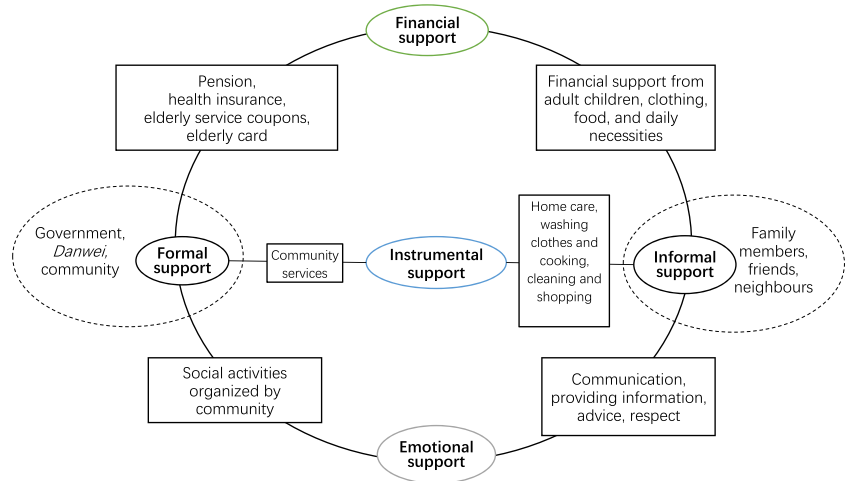 Financial
support
Pension,
health insurance,
elderly service coupons,
elderly card
Financial support from
adult children, clothing,
food, and daily
necessities
Government,
Danwei,
community
Formal
support
Community
services
Instrumental
support
Home care,
washing
clothes and
cooking,
cleaning and
shopping
Informal
support
Family
members,
friends,
neighbours
Social activities
organized by
community
Communication,
providing information,
advice, respect
Emotional
support